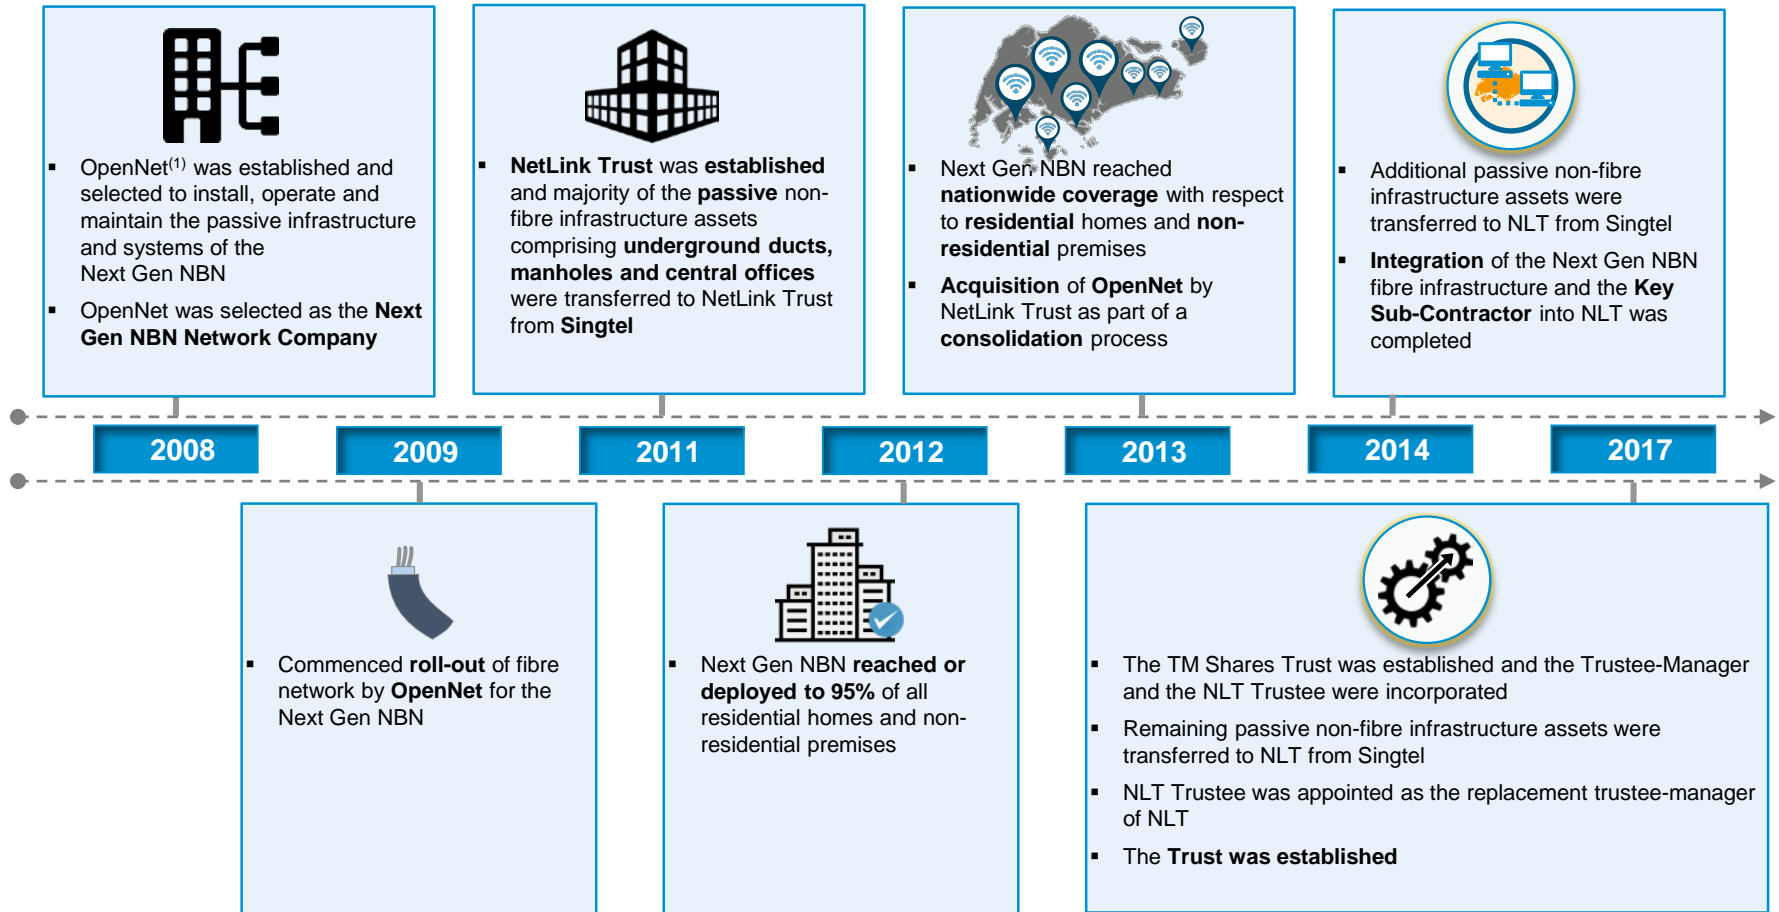 ▪ OpenNet(1) was established and
selected to install, operate and
maintain the passive infrastructure
and systems of the
Next Gen NBN
▪ OpenNet was selected as the Next
Gen NBN Network Company
▪ NetLink Trust was established
and majority of the passive non-
fibre infrastructure assets
comprising underground ducts,
manholes and central offices
were transferred to NetLink Trust
from Singtel
▪ Next Gen NBN reached
nationwide coverage with respect
to residential homes and non-
residential premises
▪ Acquisition of OpenNet by
NetLink Trust as part of a
consolidation process
▪ Additional passive non-fibre
infrastructure assets were
transferred to NLT from Singtel
▪ Integration of the Next Gen NBN
fibre infrastructure and the Key
Sub-Contractor into NLT was
completed
2008
2009
2011
2012
2013
2014
2017
▪ Commenced roll-out of fibre
network by OpenNet for the
Next Gen NBN
▪ Next Gen NBN reached or
deployed to 95% of all
residential homes and non-
residential premises
▪ The TM Shares Trust was established and the Trustee-Manager
and the NLT Trustee were incorporated
▪ Remaining passive non-fibre infrastructure assets were
transferred to NLT from Singtel
▪ NLT Trustee was appointed as the replacement trustee-manager
of NLT
▪ The Trust was established